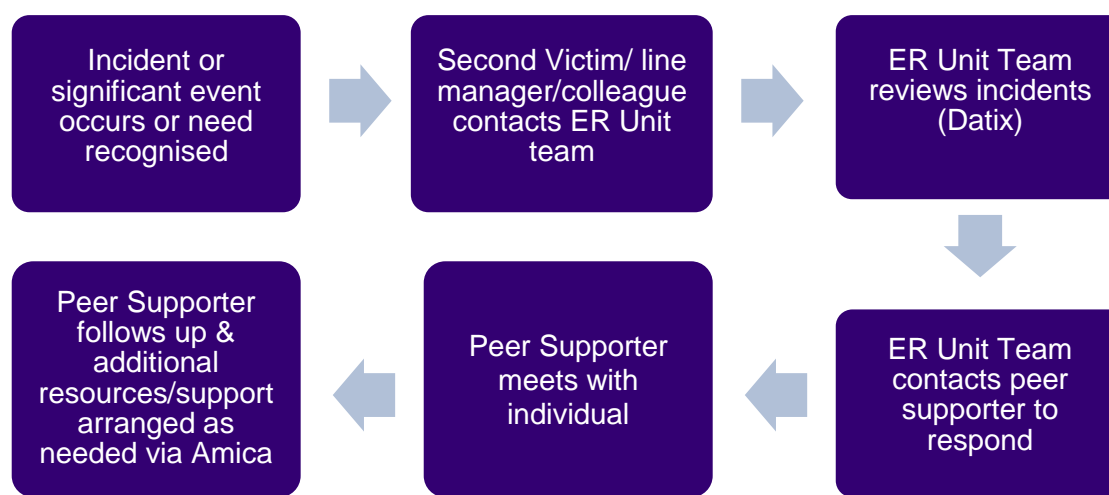 Incident or
significant event
occurs or need
recognised
Second Victim/ line
manager/colleague
contacts ER Unit
team
ER Unit Team
reviews incidents
(Datix)
ER Unit Team
contacts peer
supporter to
respond
Peer Supporter
meets with
individual
Peer Supporter
follows up &
additional
resources/support
arranged as
needed via Amica